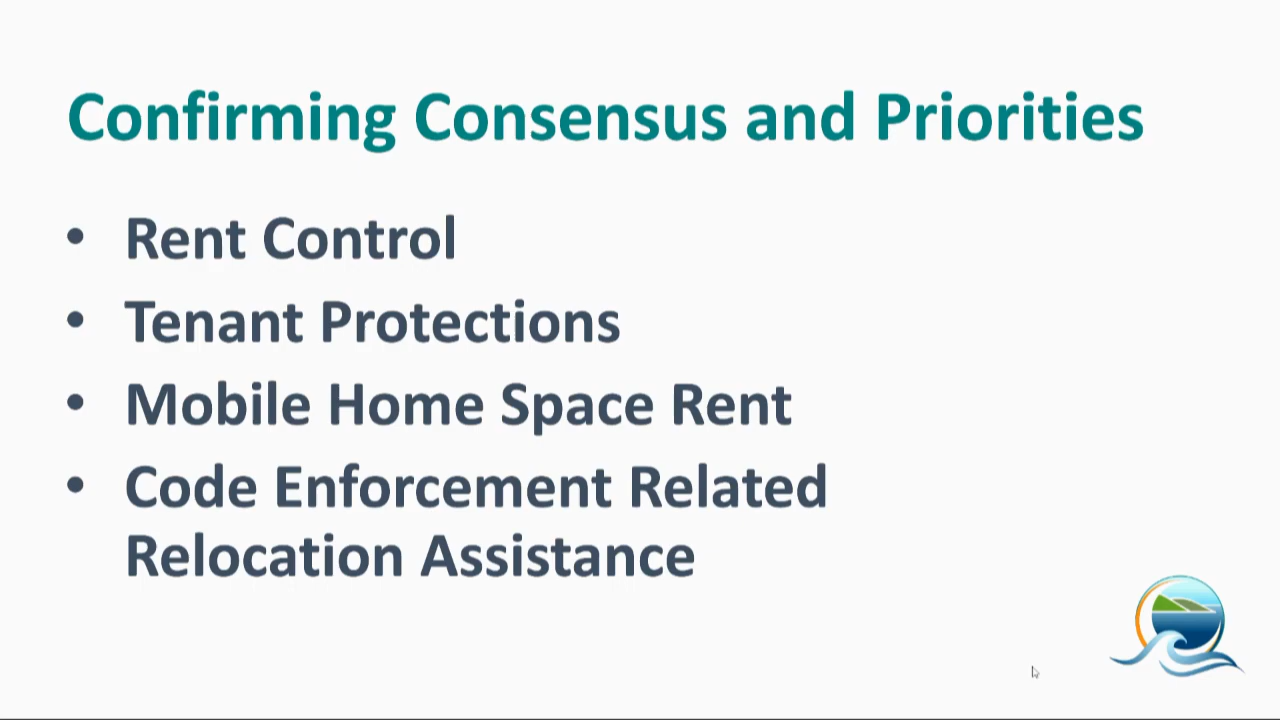 Confirming Consensus and Priorities
• Rent Control
• Tenant Protections
• Mobile Home Space Rent
• Code Enforcement Related
Relocation Assistance